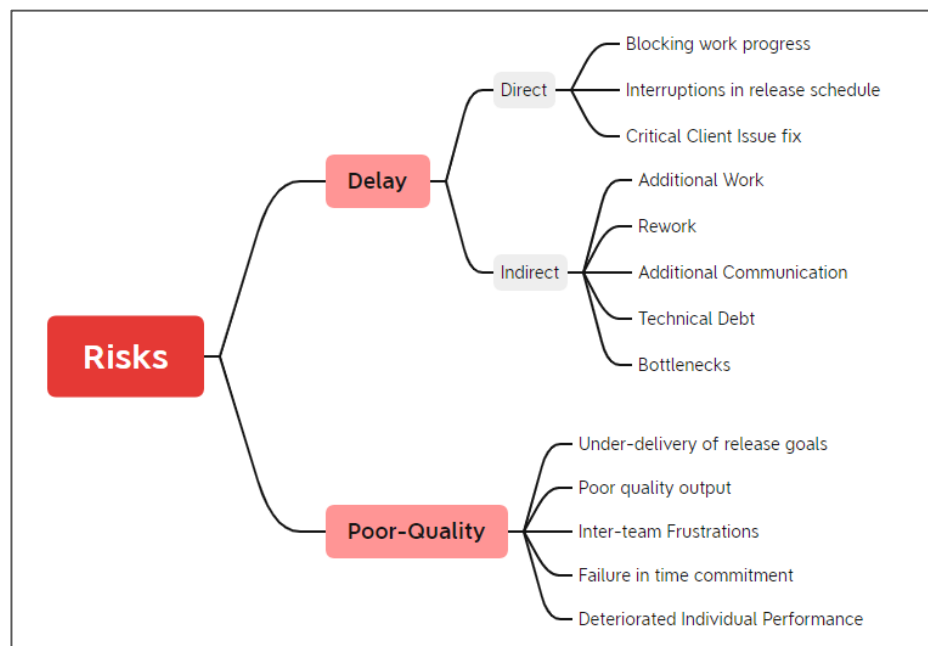 Risks
Delay
Direct
Blocking work progress
Interruptions in release schedule
Critical Client Issue fix
Indirect
Additional Work
Rework
Additional Communication
Technical Debt
Bottlenecks
Poor-Quality
Under-delivery of release goals
Poor quality output
Inter-team Frustrations
Failure in time commitment
Deteriorated Individual Performance